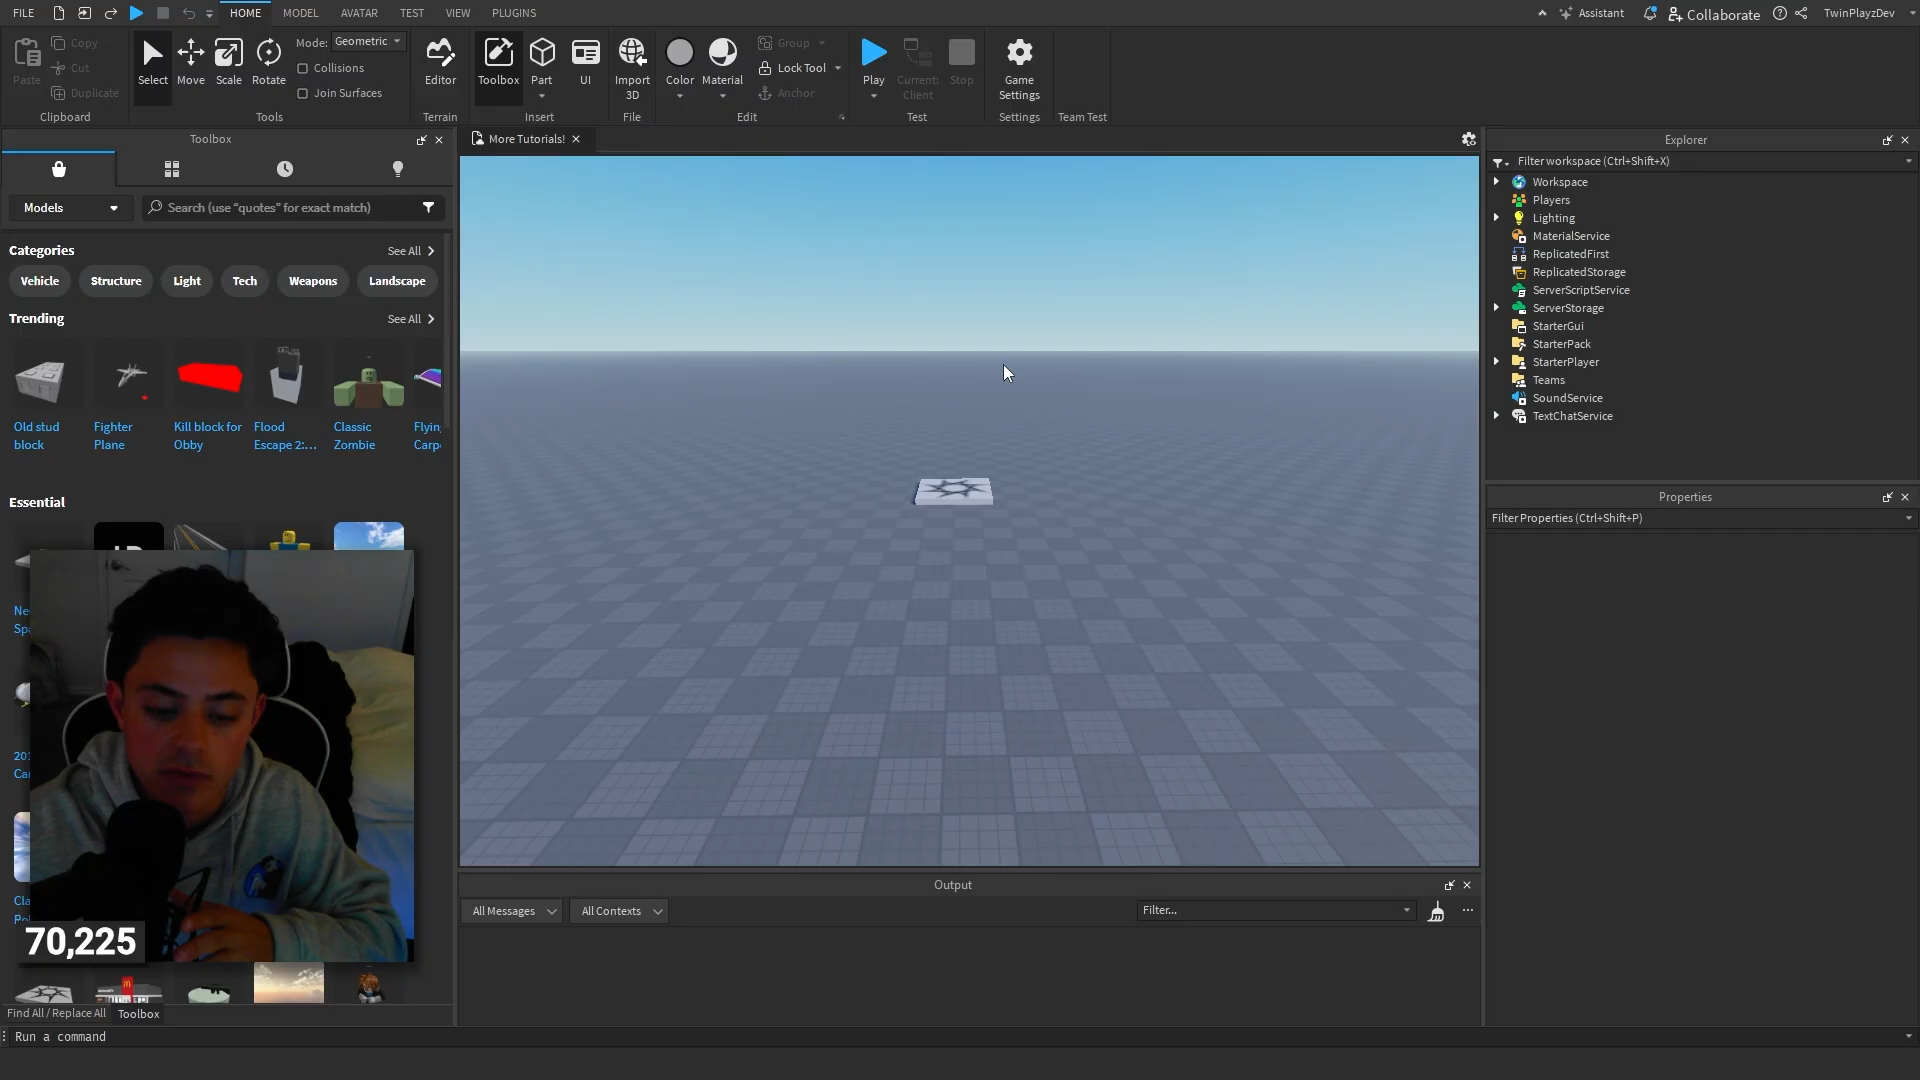 FILE HOME MODEL AVATAR TEST VIEW PLUGINS Assistant Collaborate TwinPlayzDev
Paste Copy Cut Duplicate
Clipboard
Select Move Scale Rotate
Mode: Geometric
Collisions
Join Surfaces
Tools
Editor
Terrain
Toolbox Part UI
Insert
Import
3D
File
Color Material
Group
Lock Tool
Anchor
Edit
Play
Current:
Client
Stop
Test
Game
Settings
Settings
Team Test
Toolbox
Models Search (use “quotes” for exact match)
Categories See All
Vehicle Structure Light Tech Weapons Landscape
Trending See All
Old stud
block
Fighter
Plane
Kill block for
Obby
Flood
Escape 2:...
Classic
Zombie
Essential
70,225
Find All / Replace All Toolbox
Run a command
More Tutorials!
Output
All Messages All Contexts Filter...
Explorer
Filter workspace (Ctrl+Shift+X)
Workspace
Players
Lighting
MaterialService
ReplicatedFirst
ReplicatedStorage
ServerScriptService
ServerStorage
StarterGui
StarterPack
StarterPlayer
Teams
SoundService
TextChatService
Properties
Filter Properties (Ctrl+Shift+P)